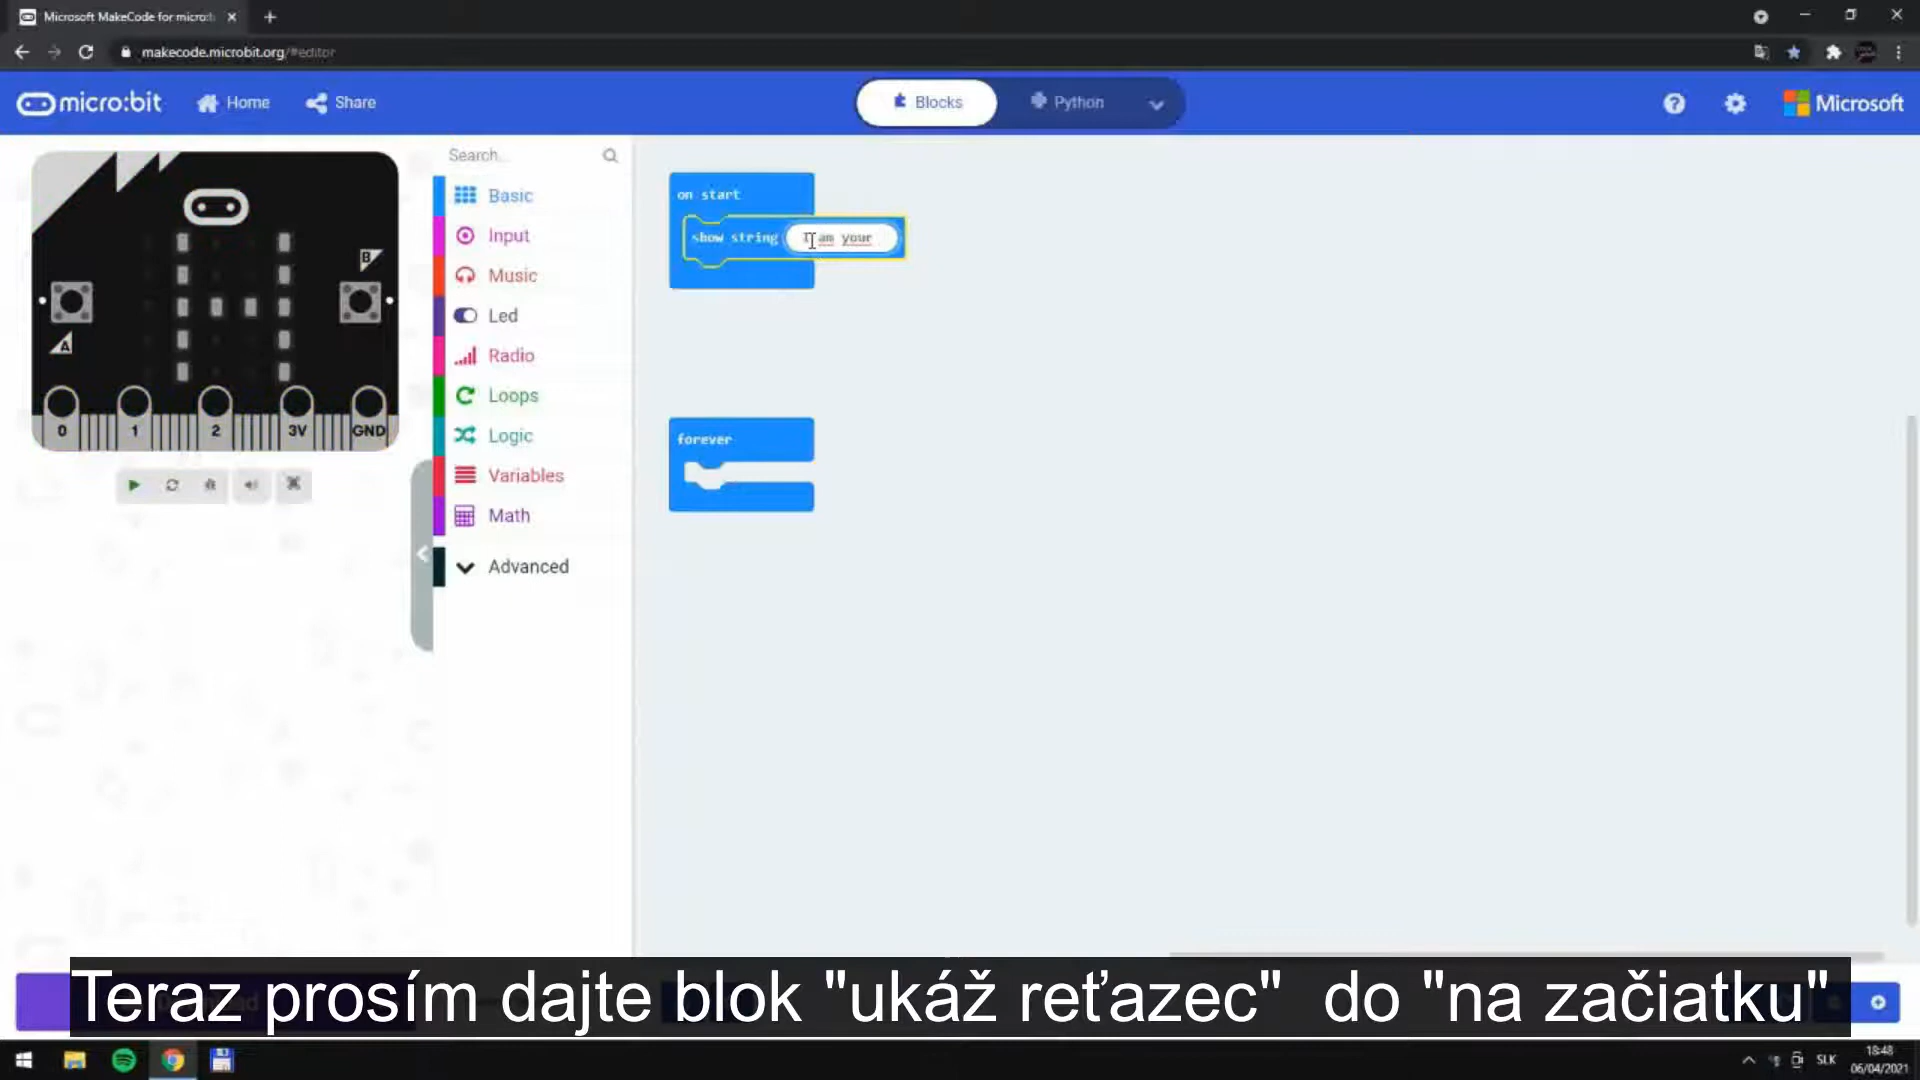 Microsoft MakeCode for micro:b
makecode.microbit.org/#editor
micro:bit
Home
Share
Blocks
Python
Microsoft
Search...
Basic
Input
Music
Led
Radio
Loops
Logic
Variables
Math
Advanced
on start
show string
I am your
forever
B
A
0
1
2
3V
GND
Teraz prosím dajte blok "ukáž reťazec" do "na začiatku"
SLK
18:48
06/04/2021